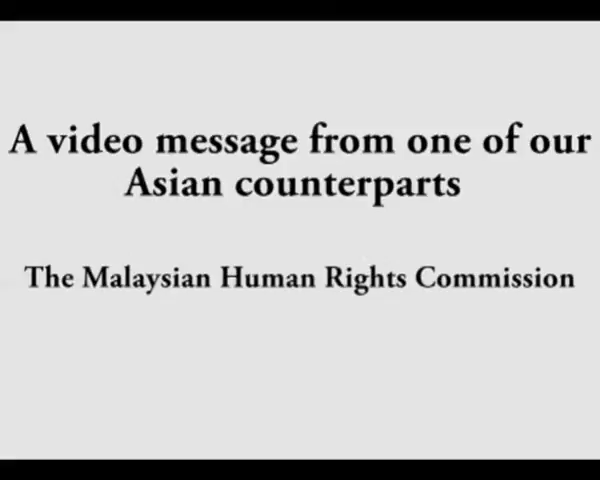 A video message from one of our
Asian counterparts
The Malaysian Human Rights Commission